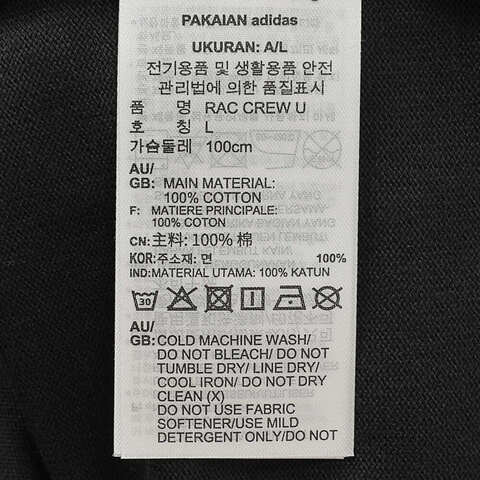 PAKAIAN adidas
UKURAN: A/L
전기용품 및 생활용품 안전
관리법에 의한 품질표시
품 명 RAC CREW U
호 칭 L
가슴둘레 100cm
AU/
GB: MAIN MATERIAL:
100% COTTON
F: MATIERE PRINCIPALE:
100% COTON
CN: 主料: 100% 棉
KOR: 주소재: 면 100%
IND: MATERIAL UTAMA: 100% KATUN
30
AU/
GB: COLD MACHINE WASH/
DO NOT BLEACH/ DO NOT
TUMBLE DRY/ LINE DRY/
COOL IRON/ DO NOT DRY
CLEAN (X)
DO NOT USE FABRIC
SOFTENER/USE MILD
DETERGENT ONLY/DO NOT